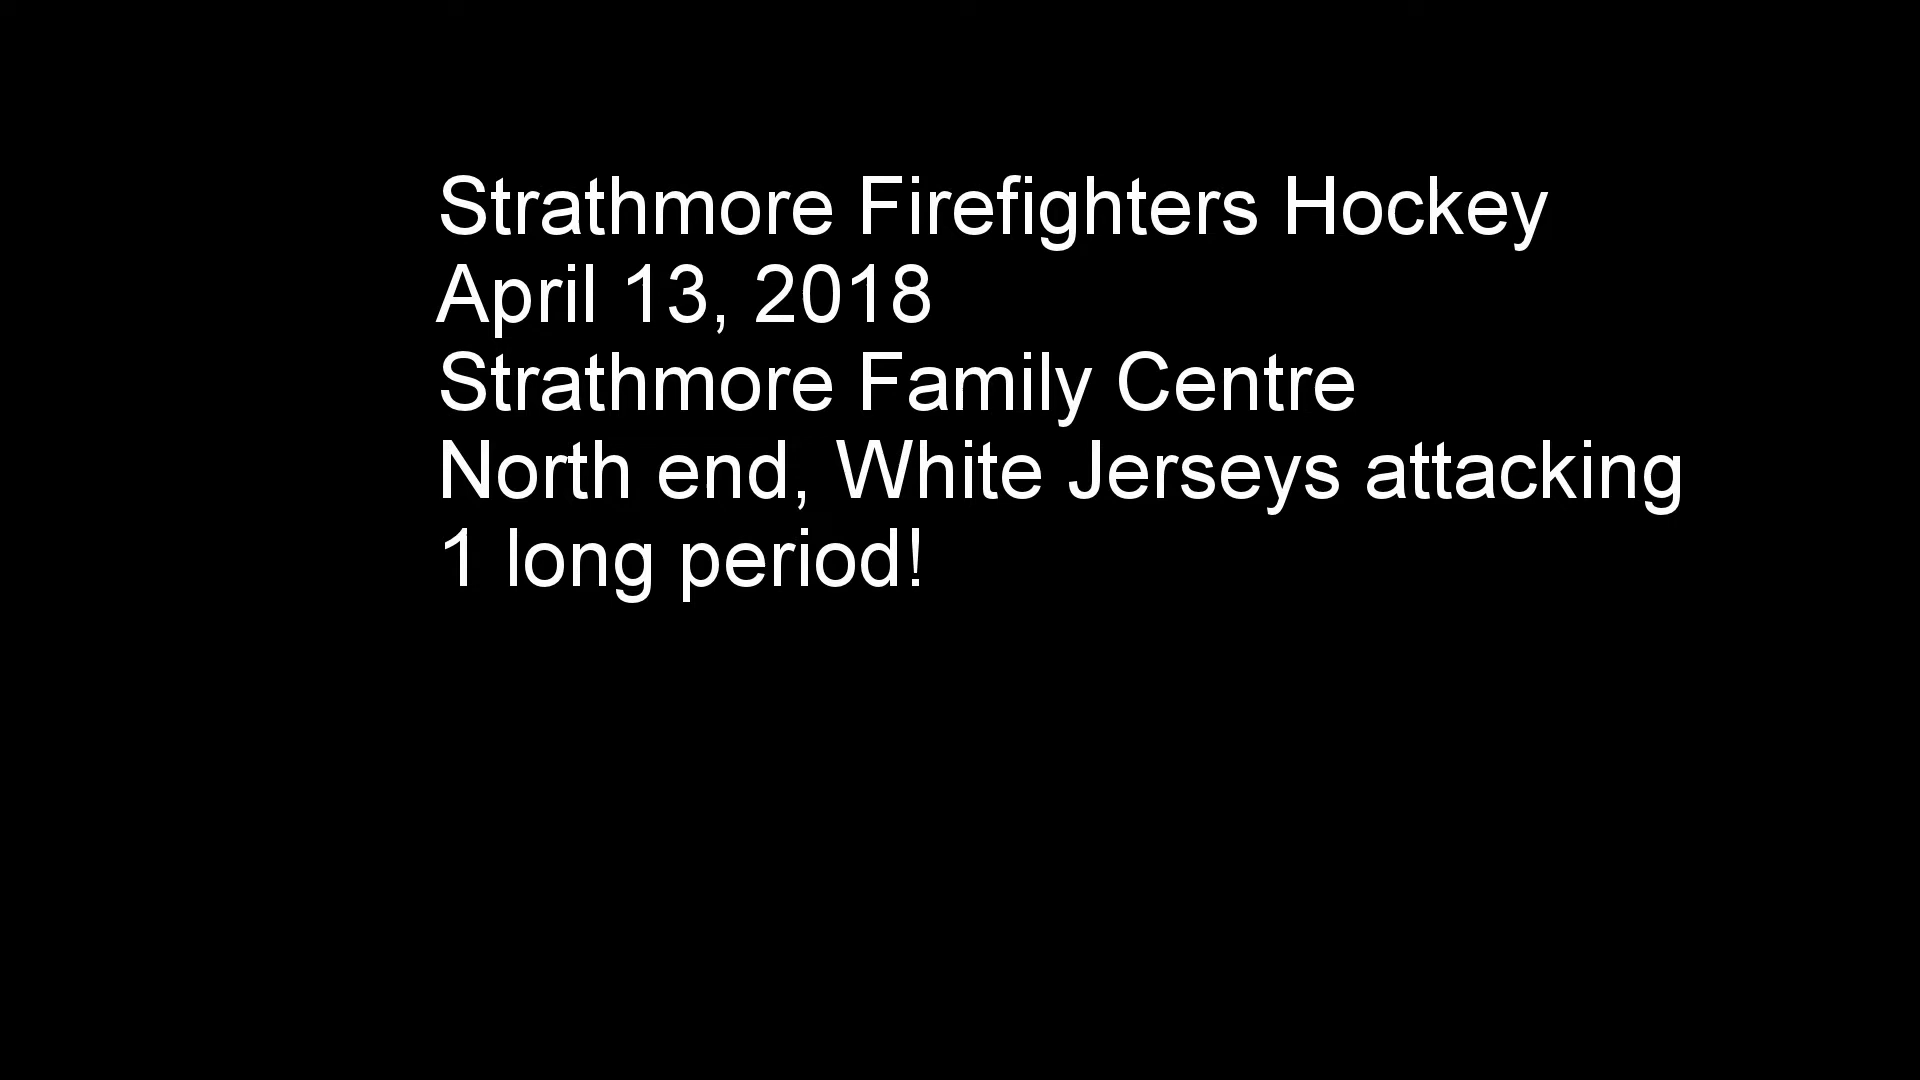 Strathmore Firefighters Hockey
April 13, 2018
Strathmore Family Centre
North end, White Jerseys attacking
1 long period!